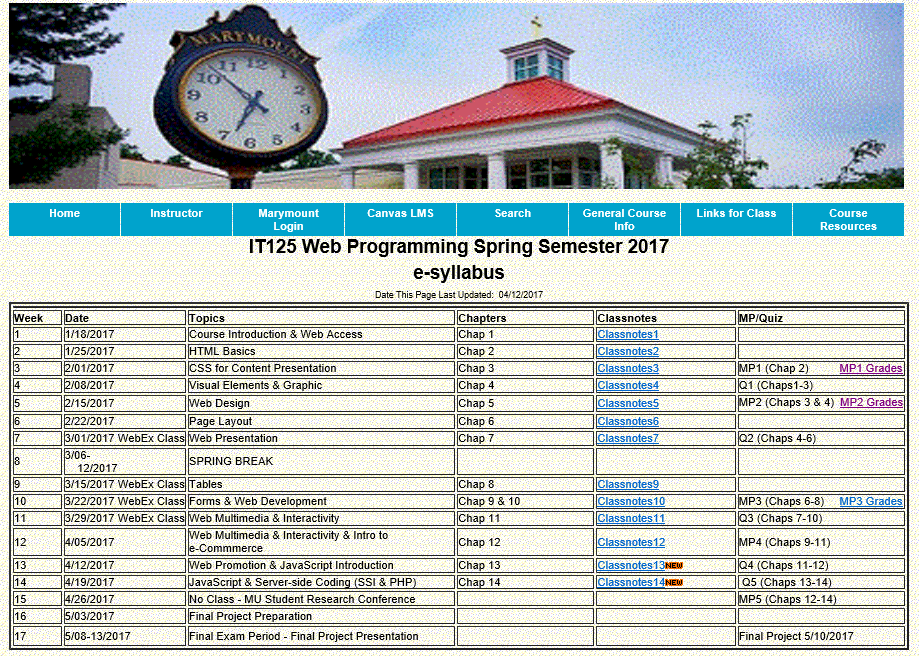 MARYMOUNT
11 12 1
10 2
9 3
8 4
7 6 5
Home Instructor Marymount Login Canvas LMS Search General Course Info Links for Class Course Resources
IT125 Web Programming Spring Semester 2017
e-syllabus
Date This Page Last Updated: 04/12/2017
Week Date Topics Chapters Classnotes MP/Quiz
1 1/18/2017 Course Introduction & Web Access Chap 1 Classnotes1
2 1/25/2017 HTML Basics Chap 2 Classnotes2
3 2/01/2017 CSS for Content Presentation Chap 3 Classnotes3 MP1 (Chap 2) MP1 Grades
4 2/08/2017 Visual Elements & Graphic Chap 4 Classnotes4 Q1 (Chaps1-3)
5 2/15/2017 Web Design Chap 5 Classnotes5 MP2 (Chaps 3 & 4) MP2 Grades
6 2/22/2017 Page Layout Chap 6 Classnotes6
7 3/01/2017 WebEx Class Web Presentation Chap 7 Classnotes7 Q2 (Chaps 4-6)
8 3/06-
12/2017 SPRING BREAK
9 3/15/2017 WebEx Class Tables Chap 8 Classnotes9
10 3/22/2017 WebEx Class Forms & Web Development Chap 9 & 10 Classnotes10 MP3 (Chaps 6-8) MP3 Grades
11 3/29/2017 WebEx Class Web Multimedia & Interactivity Chap 11 Classnotes11 Q3 (Chaps 7-10)
12 4/05/2017 Web Multimedia & Interactivity & Intro to
e-Commmerce Chap 12 Classnotes12 MP4 (Chaps 9-11)
13 4/12/2017 Web Promotion & JavaScript Introduction Chap 13 Classnotes13 NEW Q4 (Chaps 11-12)
14 4/19/2017 JavaScript & Server-side Coding (SSI & PHP) Chap 14 Classnotes14 NEW Q5 (Chaps 13-14)
15 4/26/2017 No Class - MU Student Research Conference MP5 (Chaps 12-14)
16 5/03/2017 Final Project Preparation
17 5/08-13/2017 Final Exam Period - Final Project Presentation Final Project 5/10/2017